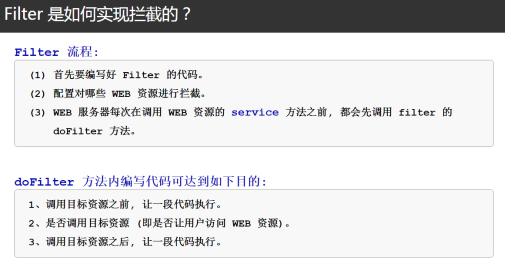 Filter 是如何实现拦截的？
Filter 流程:
(1) 首先要编写好 Filter 的代码。
(2) 配置对哪些 WEB 资源进行拦截。
(3) WEB 服务器每次在调用 WEB 资源的 service 方法之前, 都会先调用 filter 的
doFilter 方法。
doFilter 方法内编写代码可达到如下目的:
1、调用目标资源之前, 让一段代码执行。
2、是否调用目标资源 (即是否让用户访问 WEB 资源)。
3、调用目标资源之后, 让一段代码执行。